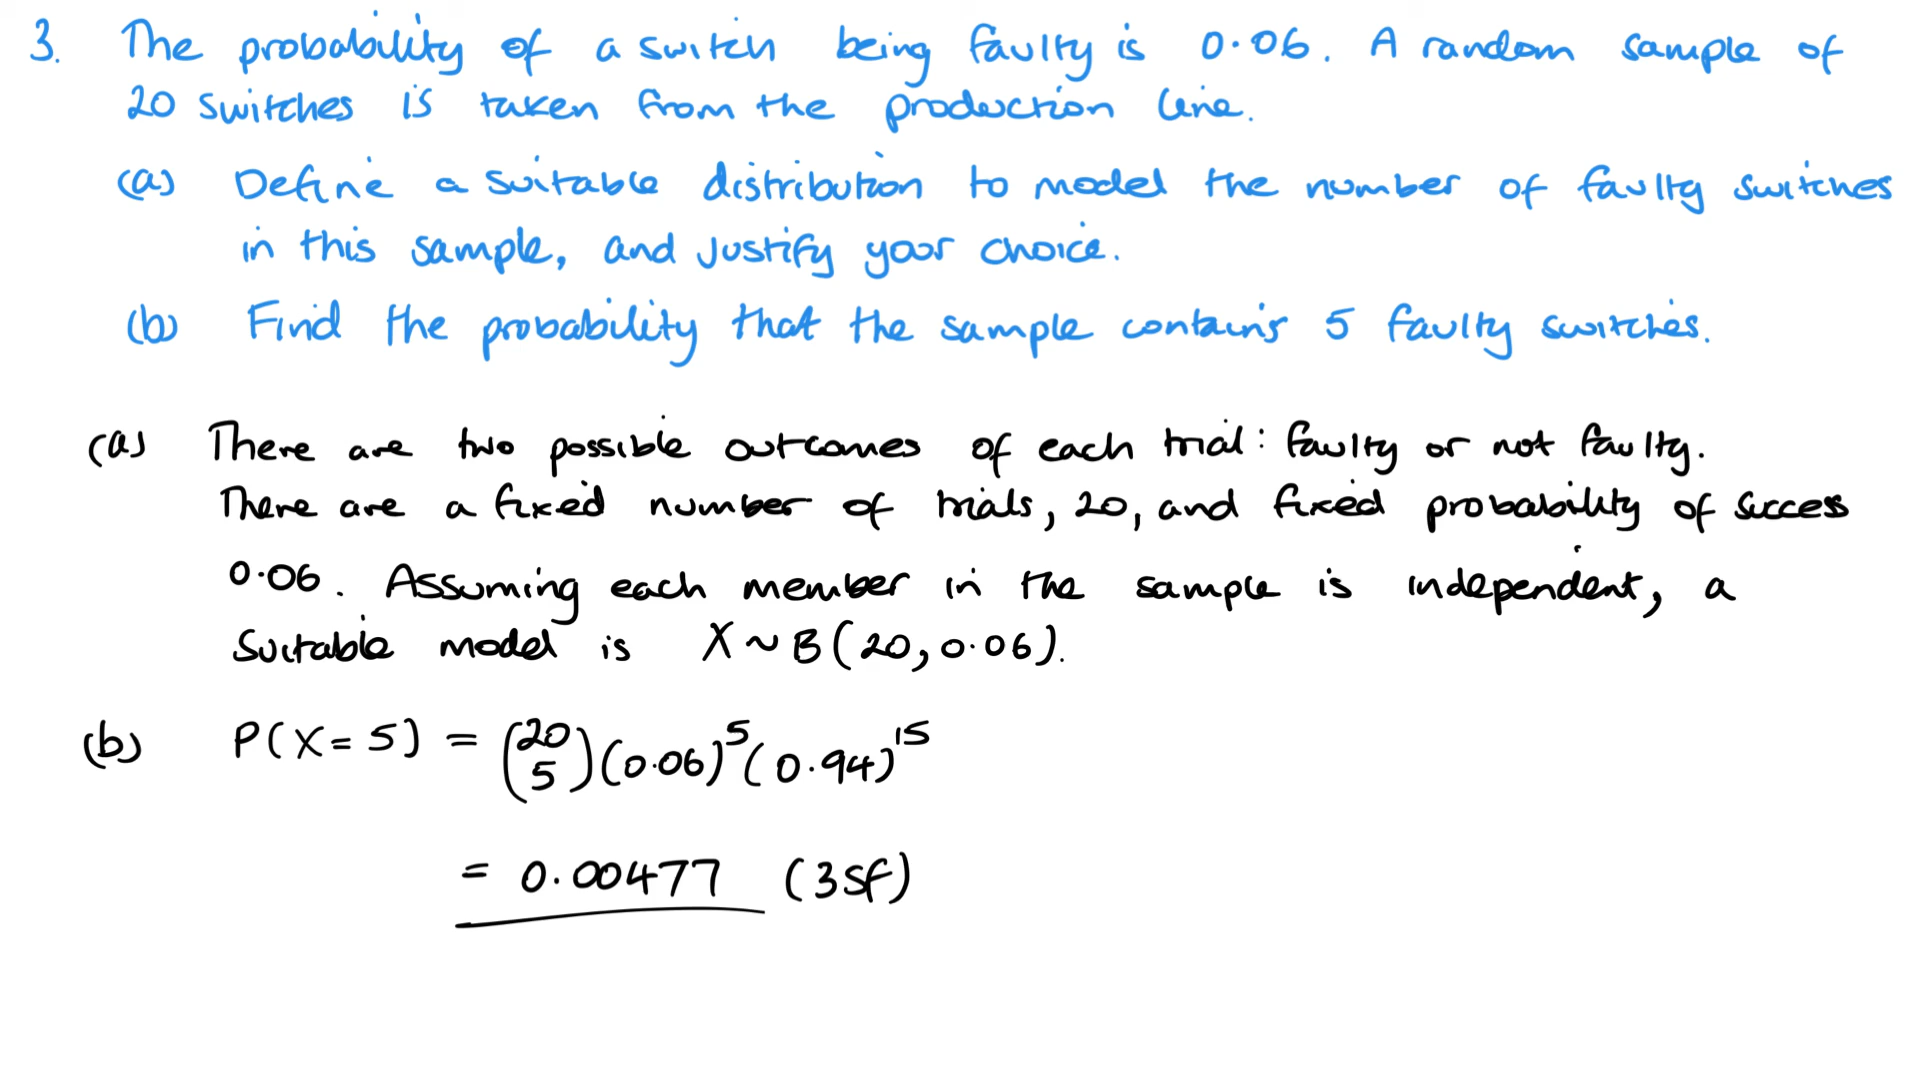 3. The probability of a switch being faulty is 0.06. A random sample of
20 switches is taken from the production line.
(a) Define a suitable distribution to model the number of faulty switches
in this sample, and justify your choice.
(b) Find the probability that the sample contains 5 faulty switches.
(a) There are two possible outcomes of each trial: faulty or not faulty.
There are a fixed number of trials, 20, and fixed probability of success
0.06. Assuming each member in the sample is independent, a
suitable model is X ~ B(20, 0.06).
(b) P(X = 5) = (20 5)(0.06)^5(0.94)^15
= 0.00477 (3sf)